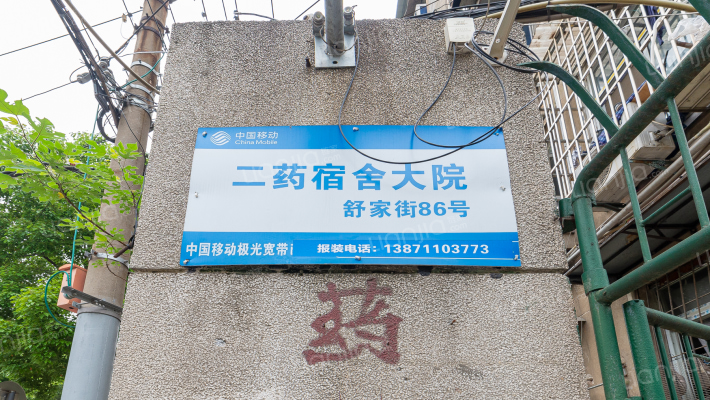 中国移动
China Mobile
二药宿舍大院
舒家街86号
中国移动极光宽带 报装电话：13871103773
药